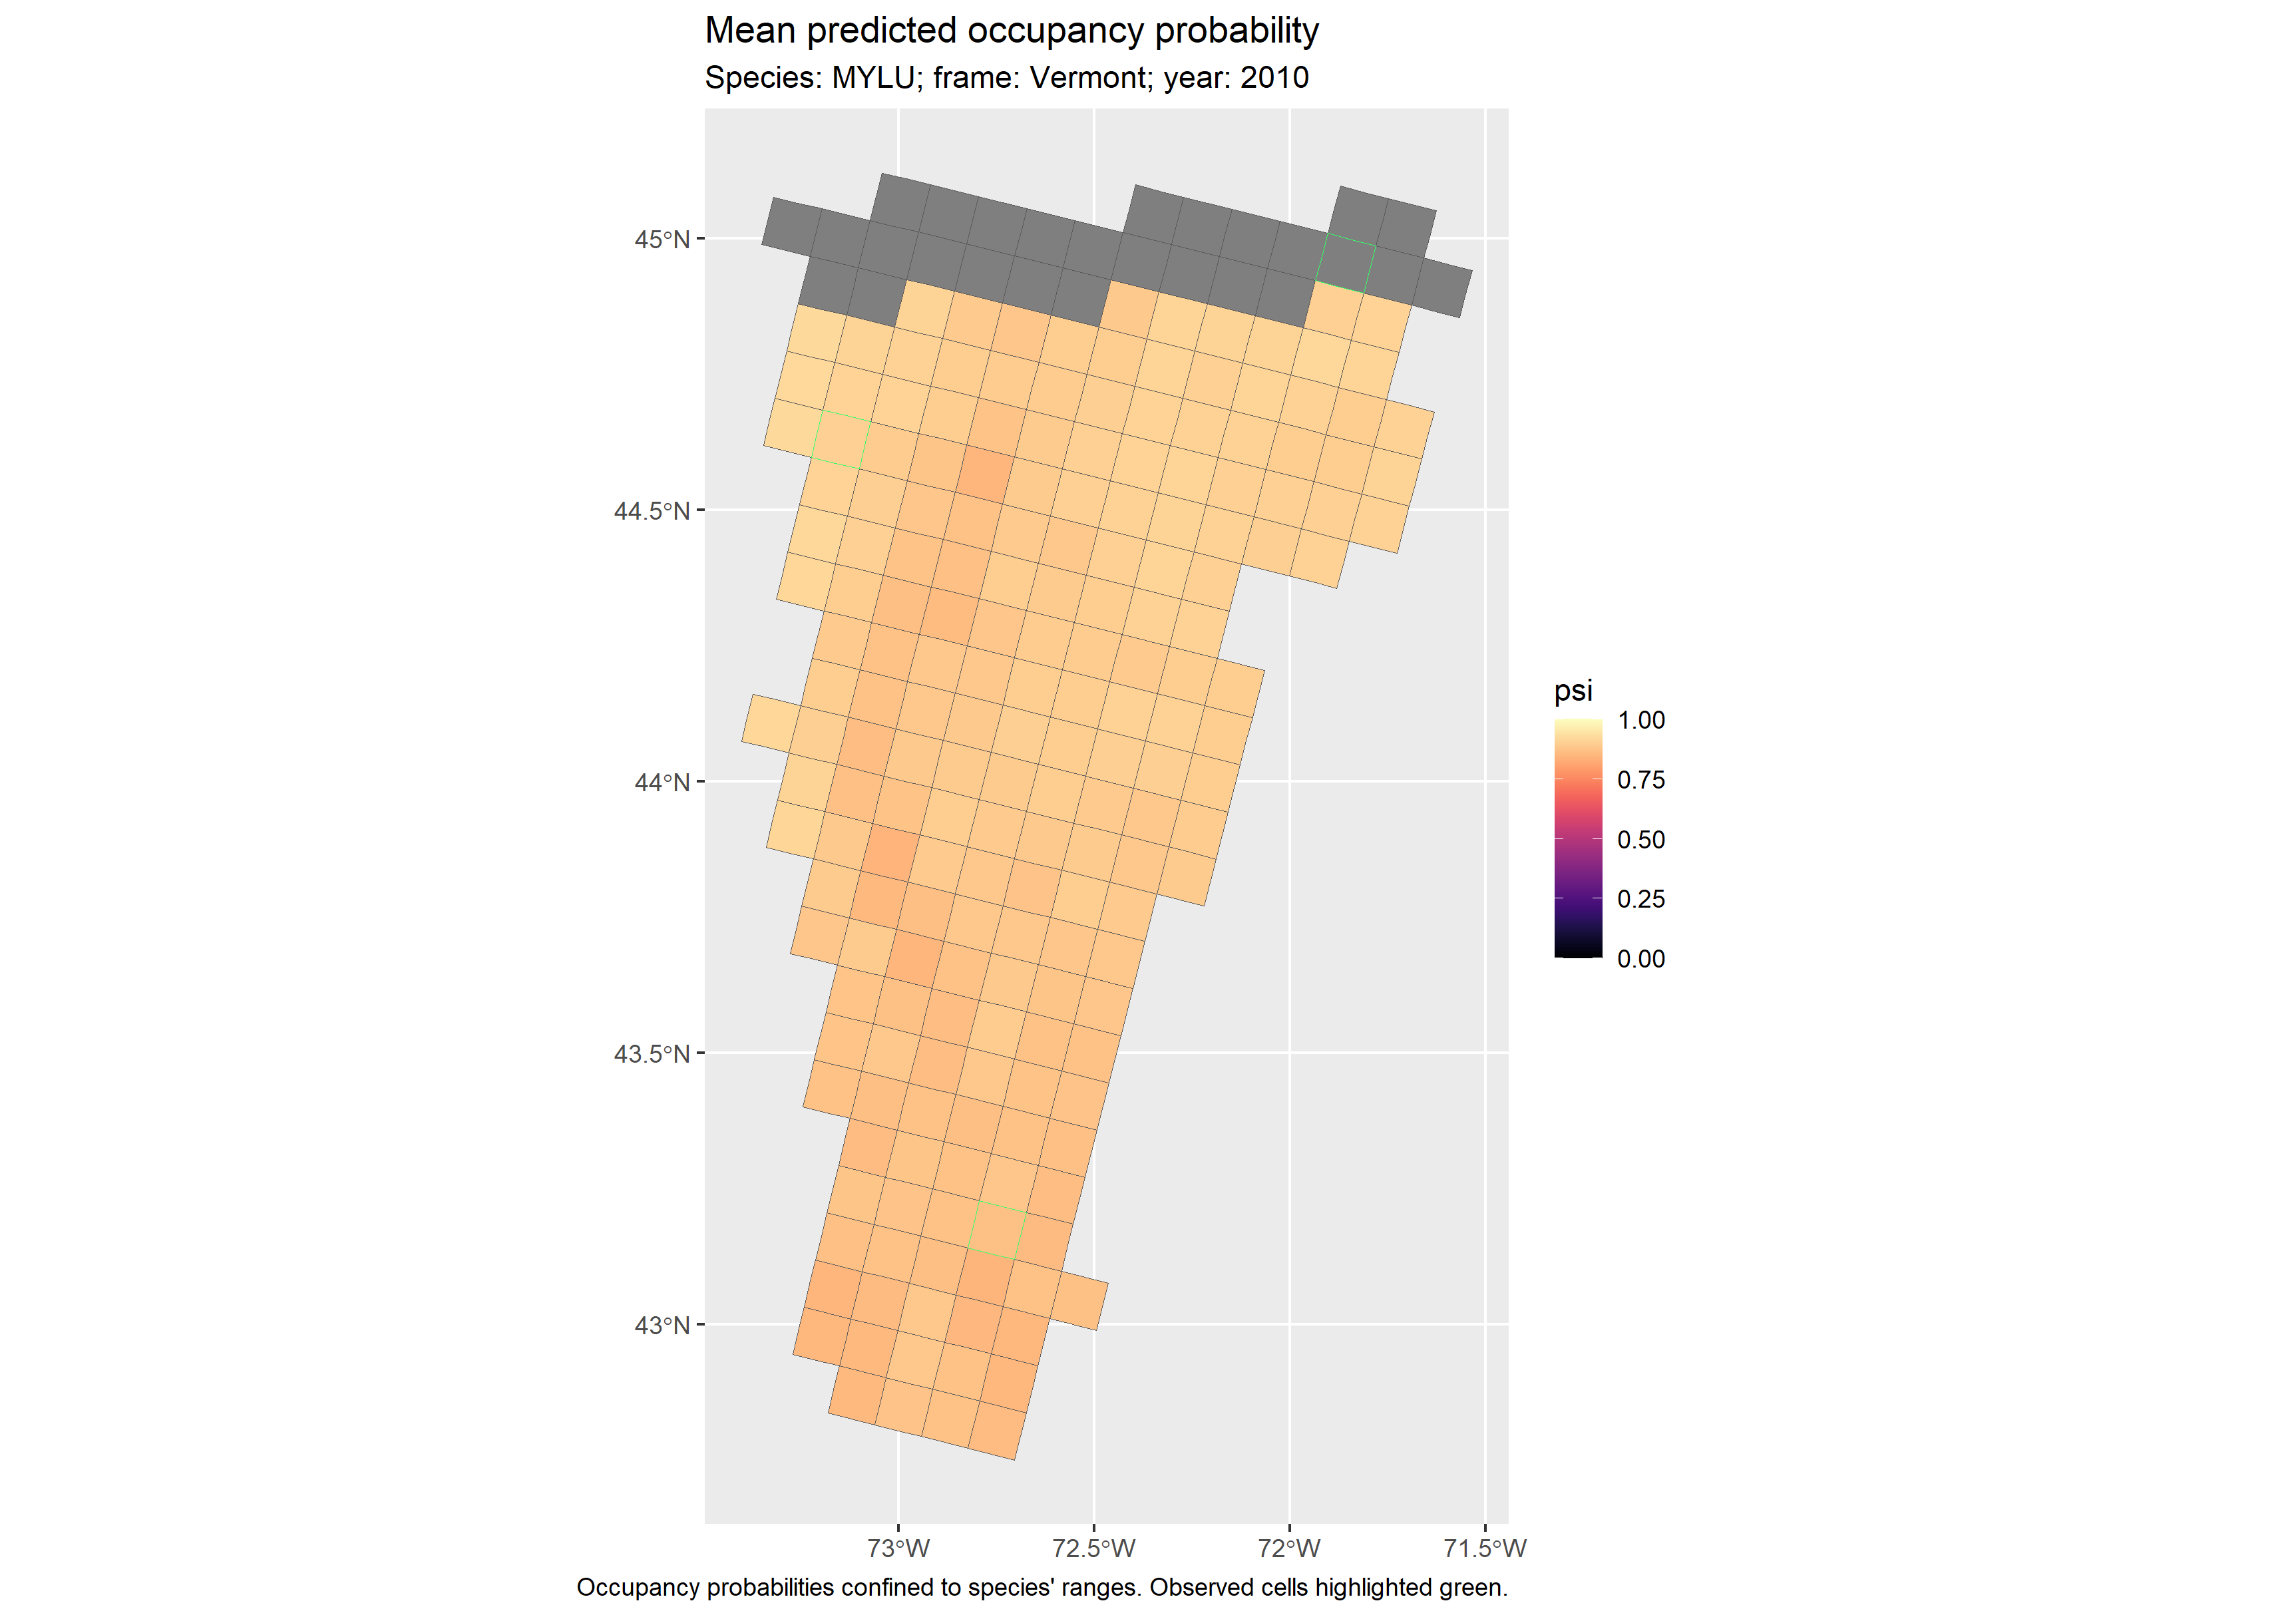 Mean predicted occupancy probability
Species: MYLU; frame: Vermont; year: 2010
45°N
44.5°N
44°N
43.5°N
43°N
73°W
72.5°W
72°W
71.5°W
psi
1.00
0.75
0.50
0.25
0.00
Occupancy probabilities confined to species' ranges. Observed cells highlighted green.